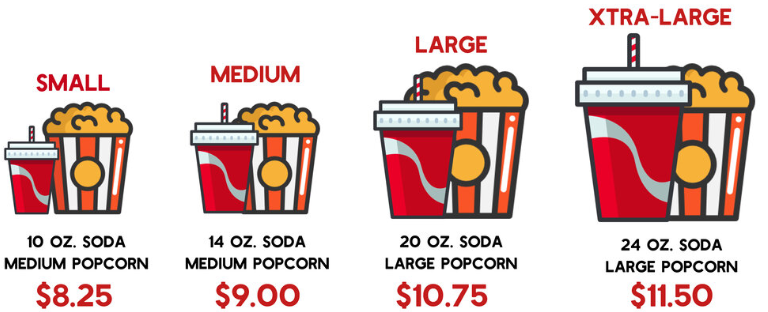 SMALL
10 OZ. SODA
MEDIUM POPCORN
$8.25
MEDIUM
14 OZ. SODA
MEDIUM POPCORN
$9.00
LARGE
20 OZ. SODA
LARGE POPCORN
$10.75
XTRA-LARGE
24 OZ. SODA
LARGE POPCORN
$11.50